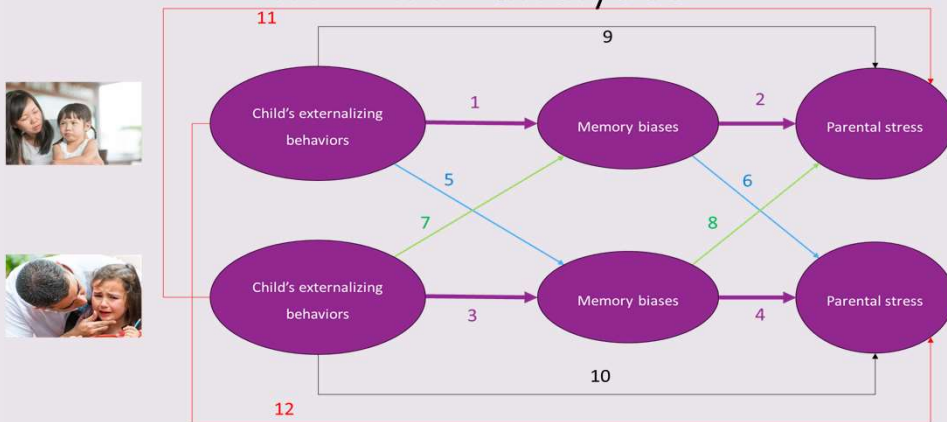 11
9
Child's externalizing
behaviors
1
Memory biases
2
Parental stress
5
6
7
8
Child's externalizing
behaviors
3
Memory biases
4
Parental stress
10
12